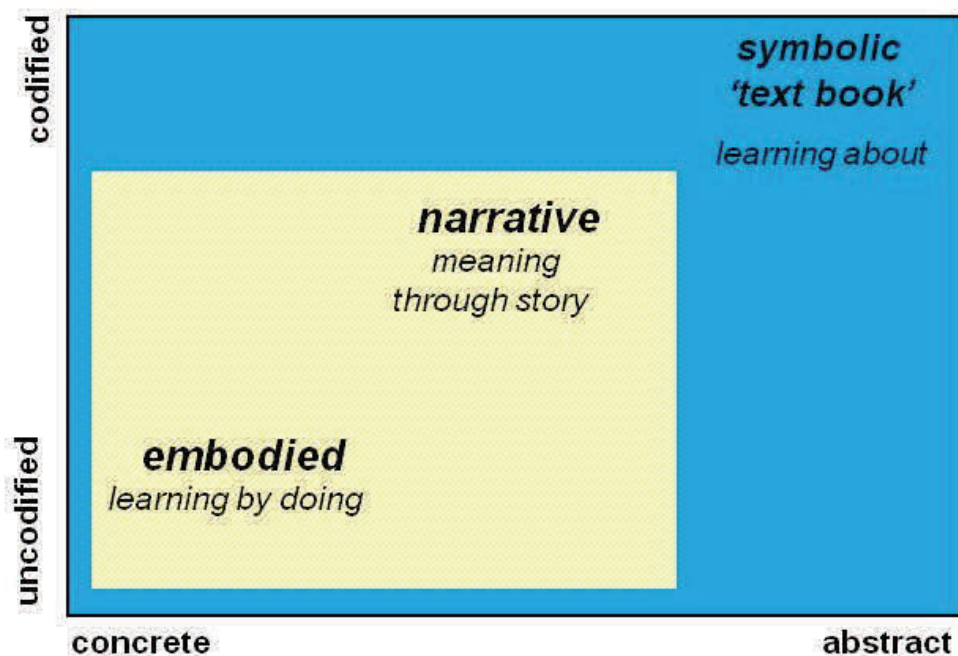 codified
symbolic
'text book'
learning about
narrative
meaning
through story
embodied
learning by doing
uncodified
concrete
abstract